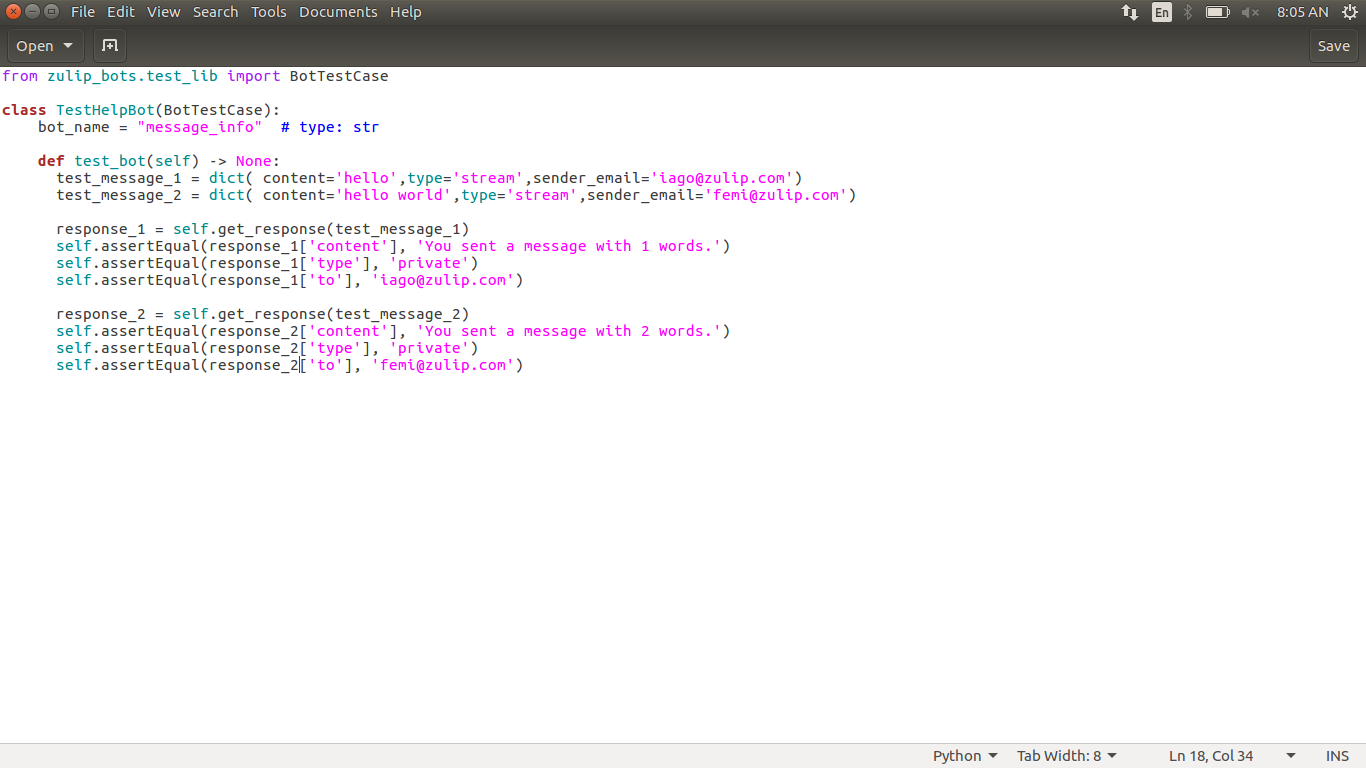 File Edit View Search Tools Documents Help En 8:05 AN
Open Save
from zulip_bots.test_lib import BotTestCase
class TestHelpBot(BotTestCase):
    bot_name = "message_info"  # type: str
    def test_bot(self) -> None:
      test_message_1 = dict( content='hello',type='stream',sender_email='iago@zulip.com')
      test_message_2 = dict( content='hello world',type='stream',sender_email='femi@zulip.com')
      response_1 = self.get_response(test_message_1)
      self.assertEqual(response_1['content'], 'You sent a message with 1 words.')
      self.assertEqual(response_1['type'], 'private')
      self.assertEqual(response_1['to'], 'iago@zulip.com')
      response_2 = self.get_response(test_message_2)
      self.assertEqual(response_2['content'], 'You sent a message with 2 words.')
      self.assertEqual(response_2['type'], 'private')
      self.assertEqual(response_2['to'], 'femi@zulip.com')
Python Tab Width: 8 Ln 18, Col 34 INS